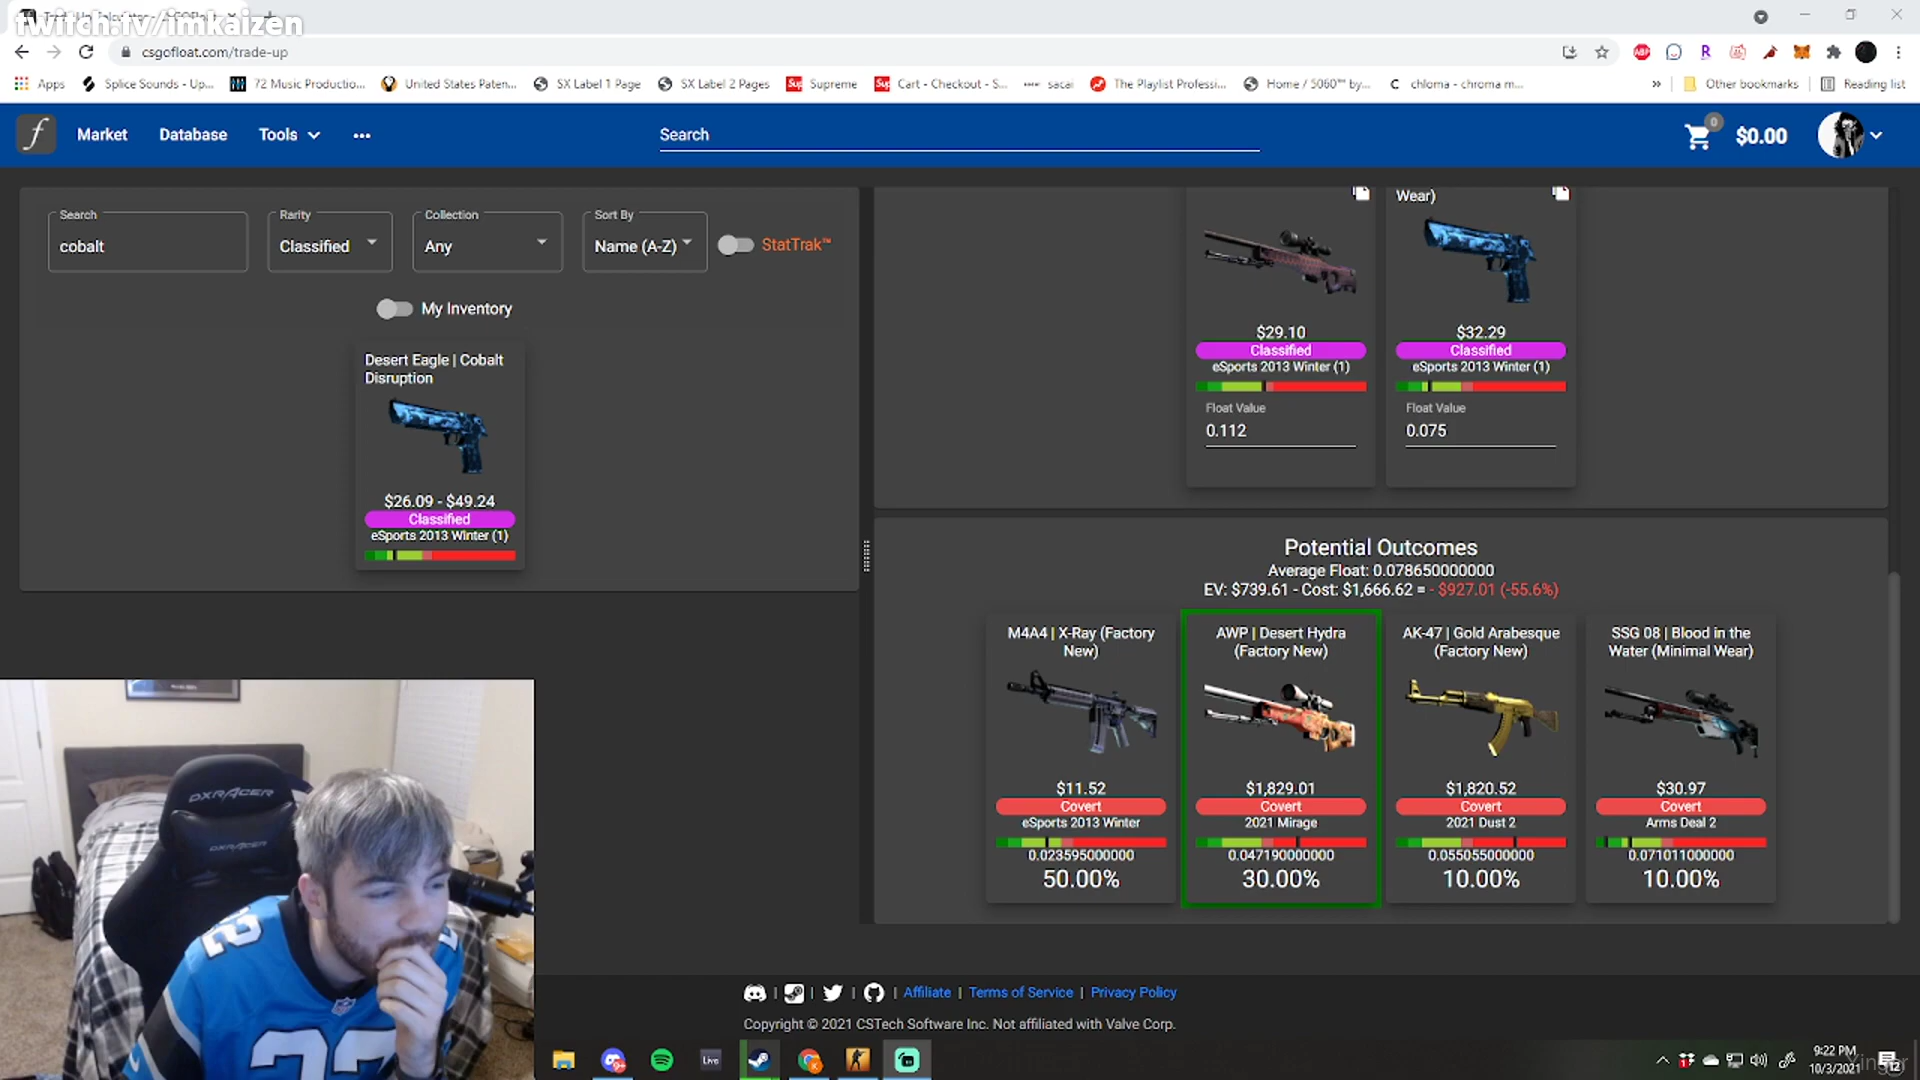 twitch.tv/imkaizen
csgofloat.com/trade-up
Apps
Splice Sounds - Up...
72 Music Productio...
United States Paten...
SX Label 1 Page
SX Label 2 Pages
Supreme
Cart - Checkout - S...
sacai
The Playlist Professi...
Home / 5060™ by...
chloma - chroma m...
»
Other bookmarks
Reading list
Market
Database
Tools
Search
0
$0.00
Search
cobalt
Rarity
Classified
Collection
Any
Sort By
Name (A-Z)
StatTrak™
My Inventory
Desert Eagle | Cobalt
Disruption
$26.09 - $49.24
Classified
eSports 2013 Winter (1)
Wear)
$29.10
Classified
eSports 2013 Winter (1)
Float Value
0.112
$32.29
Classified
eSports 2013 Winter (1)
Float Value
0.075
Potential Outcomes
Average Float: 0.078650000000
EV: $739.61 - Cost: $1,666.62 = - $927.01 (-55.6%)
M4A4 | X-Ray (Factory
New)
$11.52
Covert
eSports 2013 Winter
0.023595000000
50.00%
AWP | Desert Hydra
(Factory New)
$1,829.01
Covert
2021 Mirage
0.047190000000
30.00%
AK-47 | Gold Arabesque
(Factory New)
$1,820.52
Covert
2021 Dust 2
0.055055000000
10.00%
SSG 08 | Blood in the
Water (Minimal Wear)
$30.97
Covert
Arms Deal 2
0.071011000000
10.00%
DXRACER
DXRACER
22
NFL
22
| | | | Affiliate | Terms of Service | Privacy Policy
Copyright © 2021 CSTech Software Inc. Not affiliated with Valve Corp.
Live
9:22 PM
10/3/2021